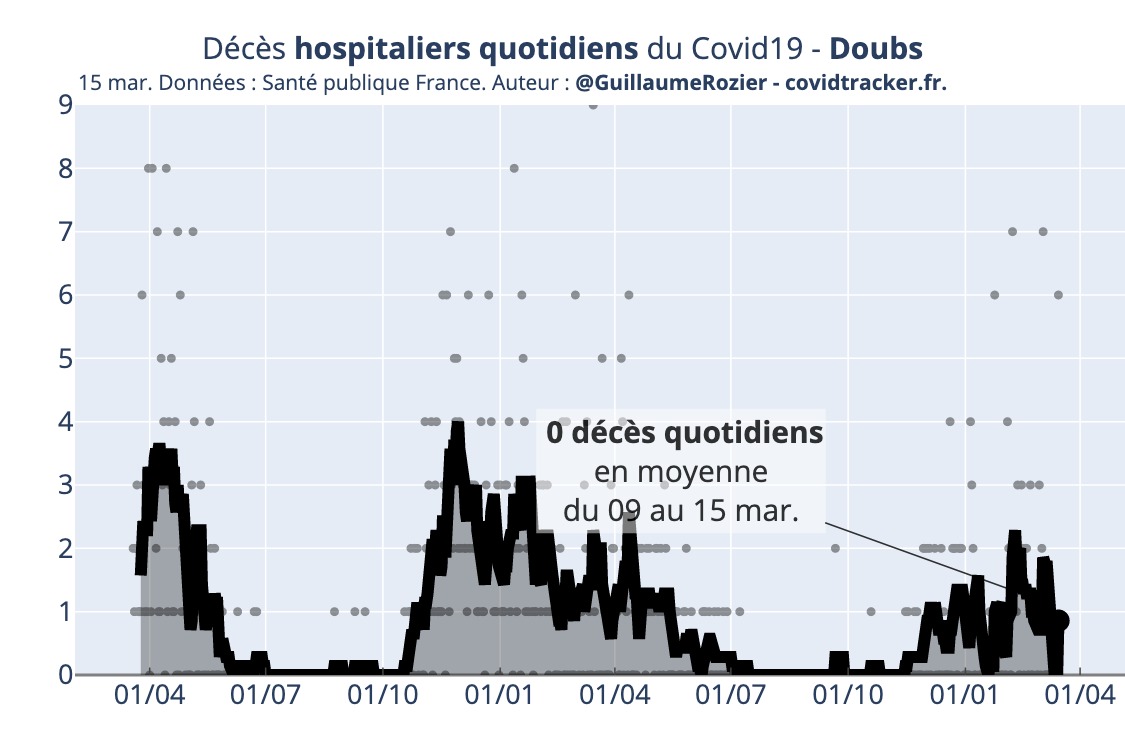 Décès hospitaliers quotidiens du Covid19 - Doubs
15 mar. Données : Santé publique France. Auteur : @GuillaumeRozier - covidtracker.fr.
9
8
7
6
5
4
3
2
1
0
0 décès quotidiens
en moyenne
du 09 au 15 mar.
01/04 01/07 01/10 01/01 01/04 01/07 01/10 01/01 01/04